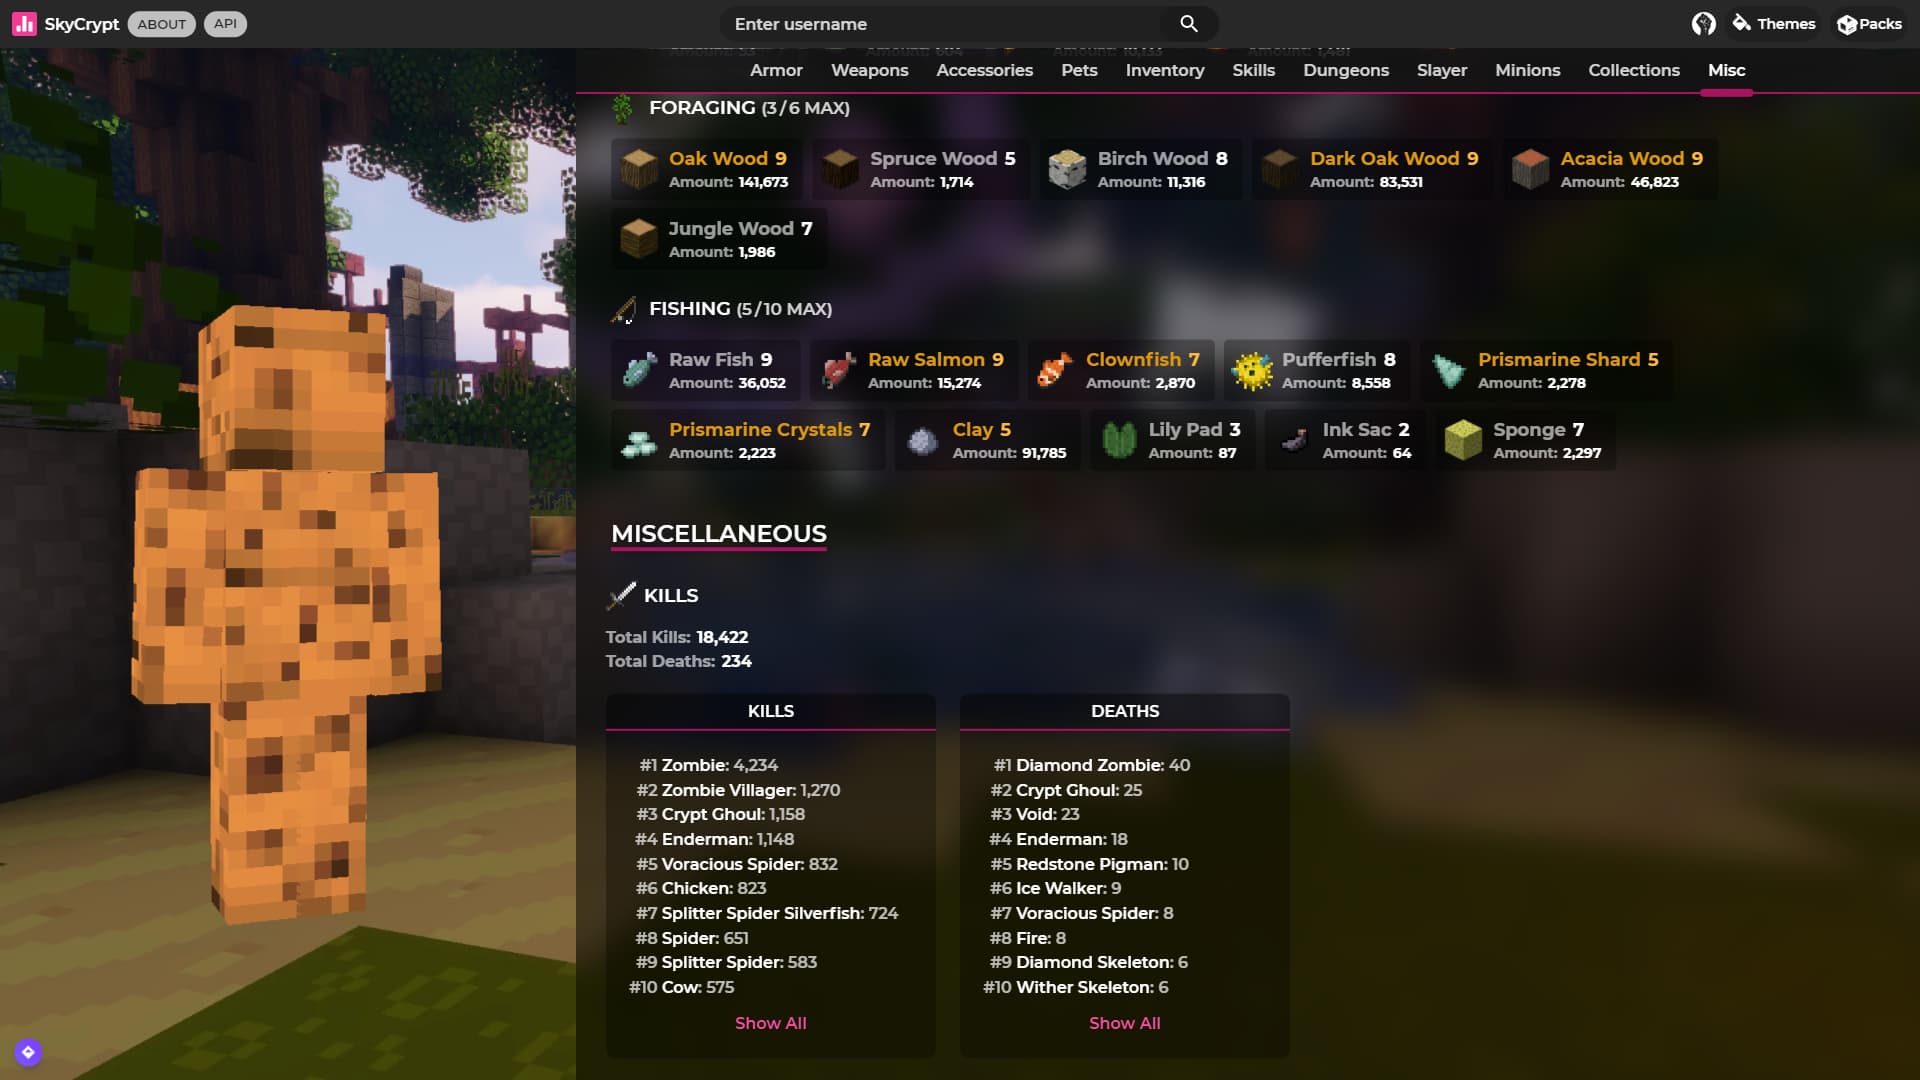 SkyCrypt ABOUT API Enter username Themes Packs
Armor Weapons Accessories Pets Inventory Skills Dungeons Slayer Minions Collections Misc
FORAGING (3 / 6 MAX)
Oak Wood 9 Spruce Wood 5 Birch Wood 8 Dark Oak Wood 9 Acacia Wood 9
Amount: 141,673 Amount: 1,714 Amount: 11,316 Amount: 83,531 Amount: 46,823
Jungle Wood 7
Amount: 1,986
FISHING (5 / 10 MAX)
Raw Fish 9 Raw Salmon 9 Clownfish 7 Pufferfish 8 Prismarine Shard 5
Amount: 36,052 Amount: 15,274 Amount: 2,870 Amount: 8,558 Amount: 2,278
Prismarine Crystals 7 Clay 5 Lily Pad 3 Ink Sac 2 Sponge 7
Amount: 2,223 Amount: 91,785 Amount: 87 Amount: 64 Amount: 2,297
MISCELLANEOUS
KILLS
Total Kills: 18,422
Total Deaths: 234
KILLS
#1 Zombie: 4,234
#2 Zombie Villager: 1,270
#3 Crypt Ghoul: 1,158
#4 Enderman: 1,148
#5 Voracious Spider: 832
#6 Chicken: 823
#7 Splitter Spider Silverfish: 724
#8 Spider: 651
#9 Splitter Spider: 583
#10 Cow: 575
Show All
DEATHS
#1 Diamond Zombie: 40
#2 Crypt Ghoul: 25
#3 Void: 23
#4 Enderman: 18
#5 Redstone Pigman: 10
#6 Ice Walker: 9
#7 Voracious Spider: 8
#8 Fire: 8
#9 Diamond Skeleton: 6
#10 Wither Skeleton: 6
Show All